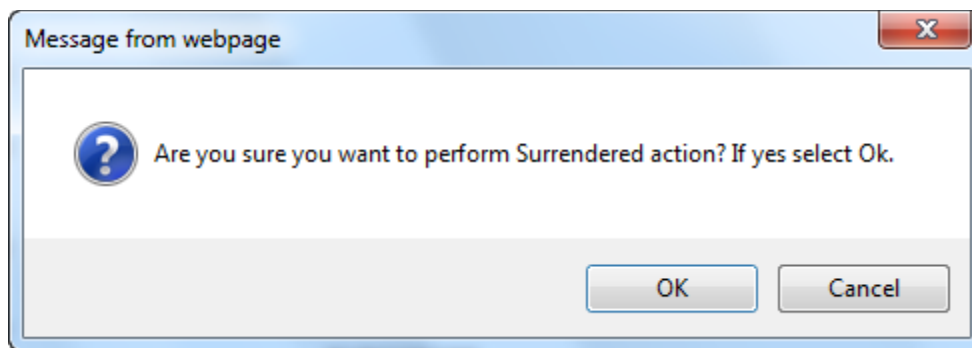 Message from webpage
Are you sure you want to perform Surrendered action? If yes select Ok.
OK
Cancel